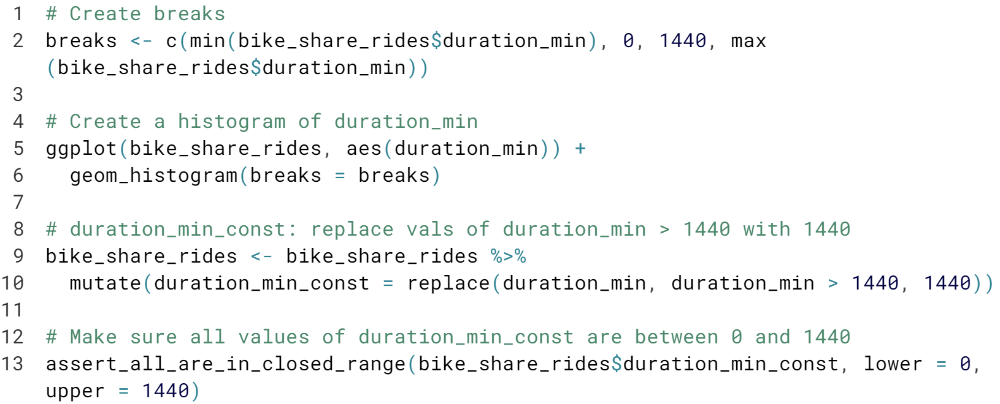 1 # Create breaks
2 breaks <- c(min(bike_share_rides$duration_min), 0, 1440, max
(bike_share_rides$duration_min))
3
4 # Create a histogram of duration_min
5 ggplot(bike_share_rides, aes(duration_min)) +
6   geom_histogram(breaks = breaks)
7
8 # duration_min_const: replace vals of duration_min > 1440 with 1440
9 bike_share_rides <- bike_share_rides %>%
10   mutate(duration_min_const = replace(duration_min, duration_min > 1440, 1440))
11
12 # Make sure all values of duration_min_const are between 0 and 1440
13 assert_all_are_in_closed_range(bike_share_rides$duration_min_const, lower = 0,
upper = 1440)